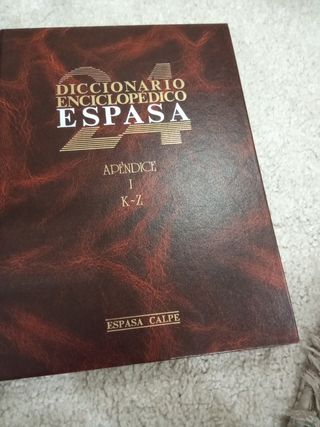 24
DICCIONARIO
ENCICLOPÉDICO
ESPASA
APÉNDICE
I
K-Z
ESPASA CALPE